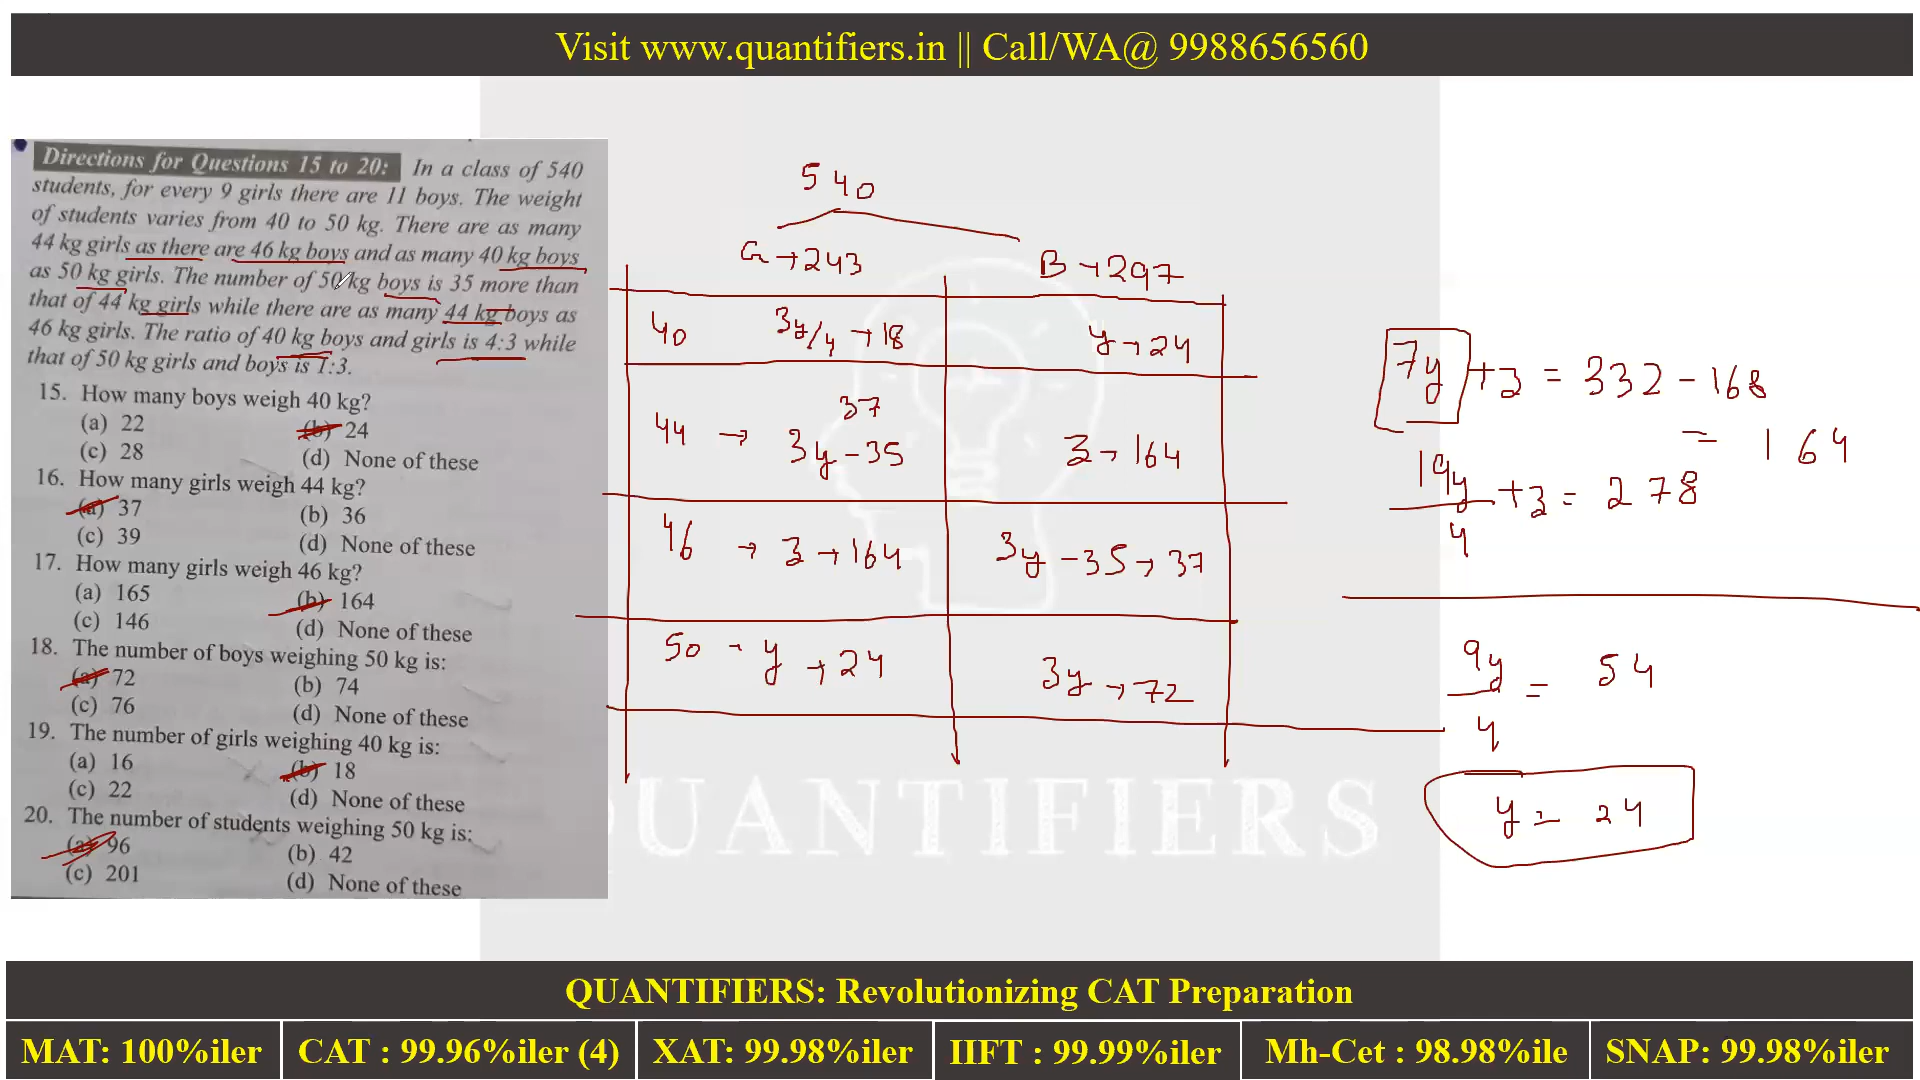 Visit www.quantifiers.in || Call/WA@ 9988656560
Directions for Questions 15 to 20: In a class of 540
students, for every 9 girls there are 11 boys. The weight
of students varies from 40 to 50 kg. There are as many
44 kg girls as there are 46 kg boys and as many 40 kg boys
as 50 kg girls. The number of 50 kg boys is 35 more than
that of 44 kg girls while there are as many 44 kg boys as
46 kg girls. The ratio of 40 kg boys and girls is 4:3 while
that of 50 kg girls and boys is 1:3.
15. How many boys weigh 40 kg?
(a) 22 (b) 24
(c) 28 (d) None of these
16. How many girls weigh 44 kg?
(a) 37 (b) 36
(c) 39 (d) None of these
17. How many girls weigh 46 kg?
(a) 165 (b) 164
(c) 146 (d) None of these
18. The number of boys weighing 50 kg is:
(a) 72 (b) 74
(c) 76 (d) None of these
19. The number of girls weighing 40 kg is:
(a) 16 (b) 18
(c) 22 (d) None of these
20. The number of students weighing 50 kg is:
(a) 96 (b) 42
(c) 201 (d) None of these
540
G → 243 B → 297
40 3y/4 → 18 y → 24
37
44 → 3y - 35 z → 164
46 → z → 164 3y - 35 → 37
50 - y → 24 3y → 72
7y + z = 332 - 168
= 164
19y/4 + z = 278
9y/4 = 54
y = 24
QUANTIFIERS
QUANTIFIERS: Revolutionizing CAT Preparation
MAT: 100%iler CAT : 99.96%iler (4) XAT: 99.98%iler IIFT : 99.99%iler Mh-Cet : 98.98%ile SNAP: 99.98%iler